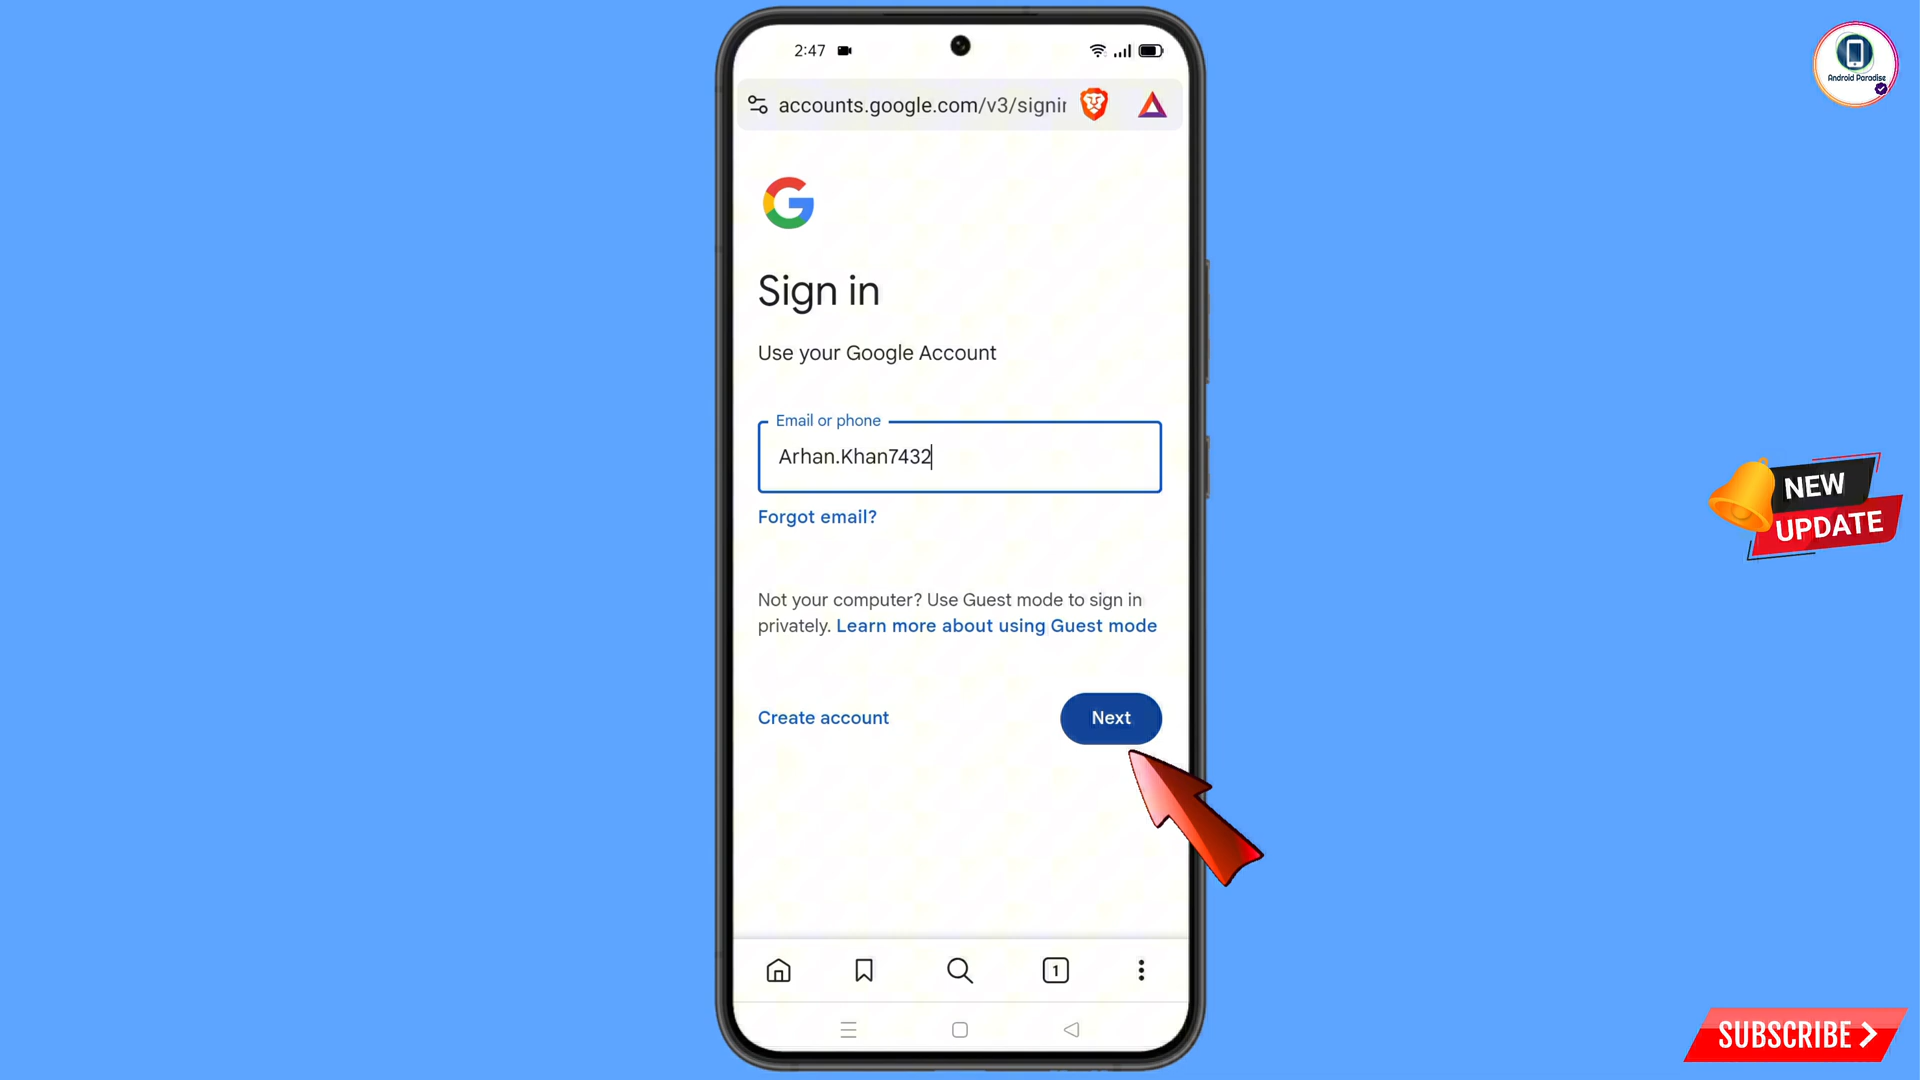 2:47
Android Paradise
accounts.google.com/v3/signin
Sign in
Use your Google Account
Email or phone
Arhan.Khan7432
Forgot email?
NEW
UPDATE
Not your computer? Use Guest mode to sign in
privately. Learn more about using Guest mode
Create account
Next
1
SUBSCRIBE